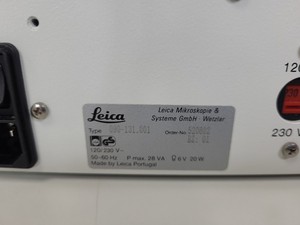 Leica
Leica Mikroskopie &
Systeme GmbH · Wetzlar
Type
Order No.
120/230 V~
50-60 Hz P max. 28 VA 6 V 20W
Made by Leica Portugal
120
230 V